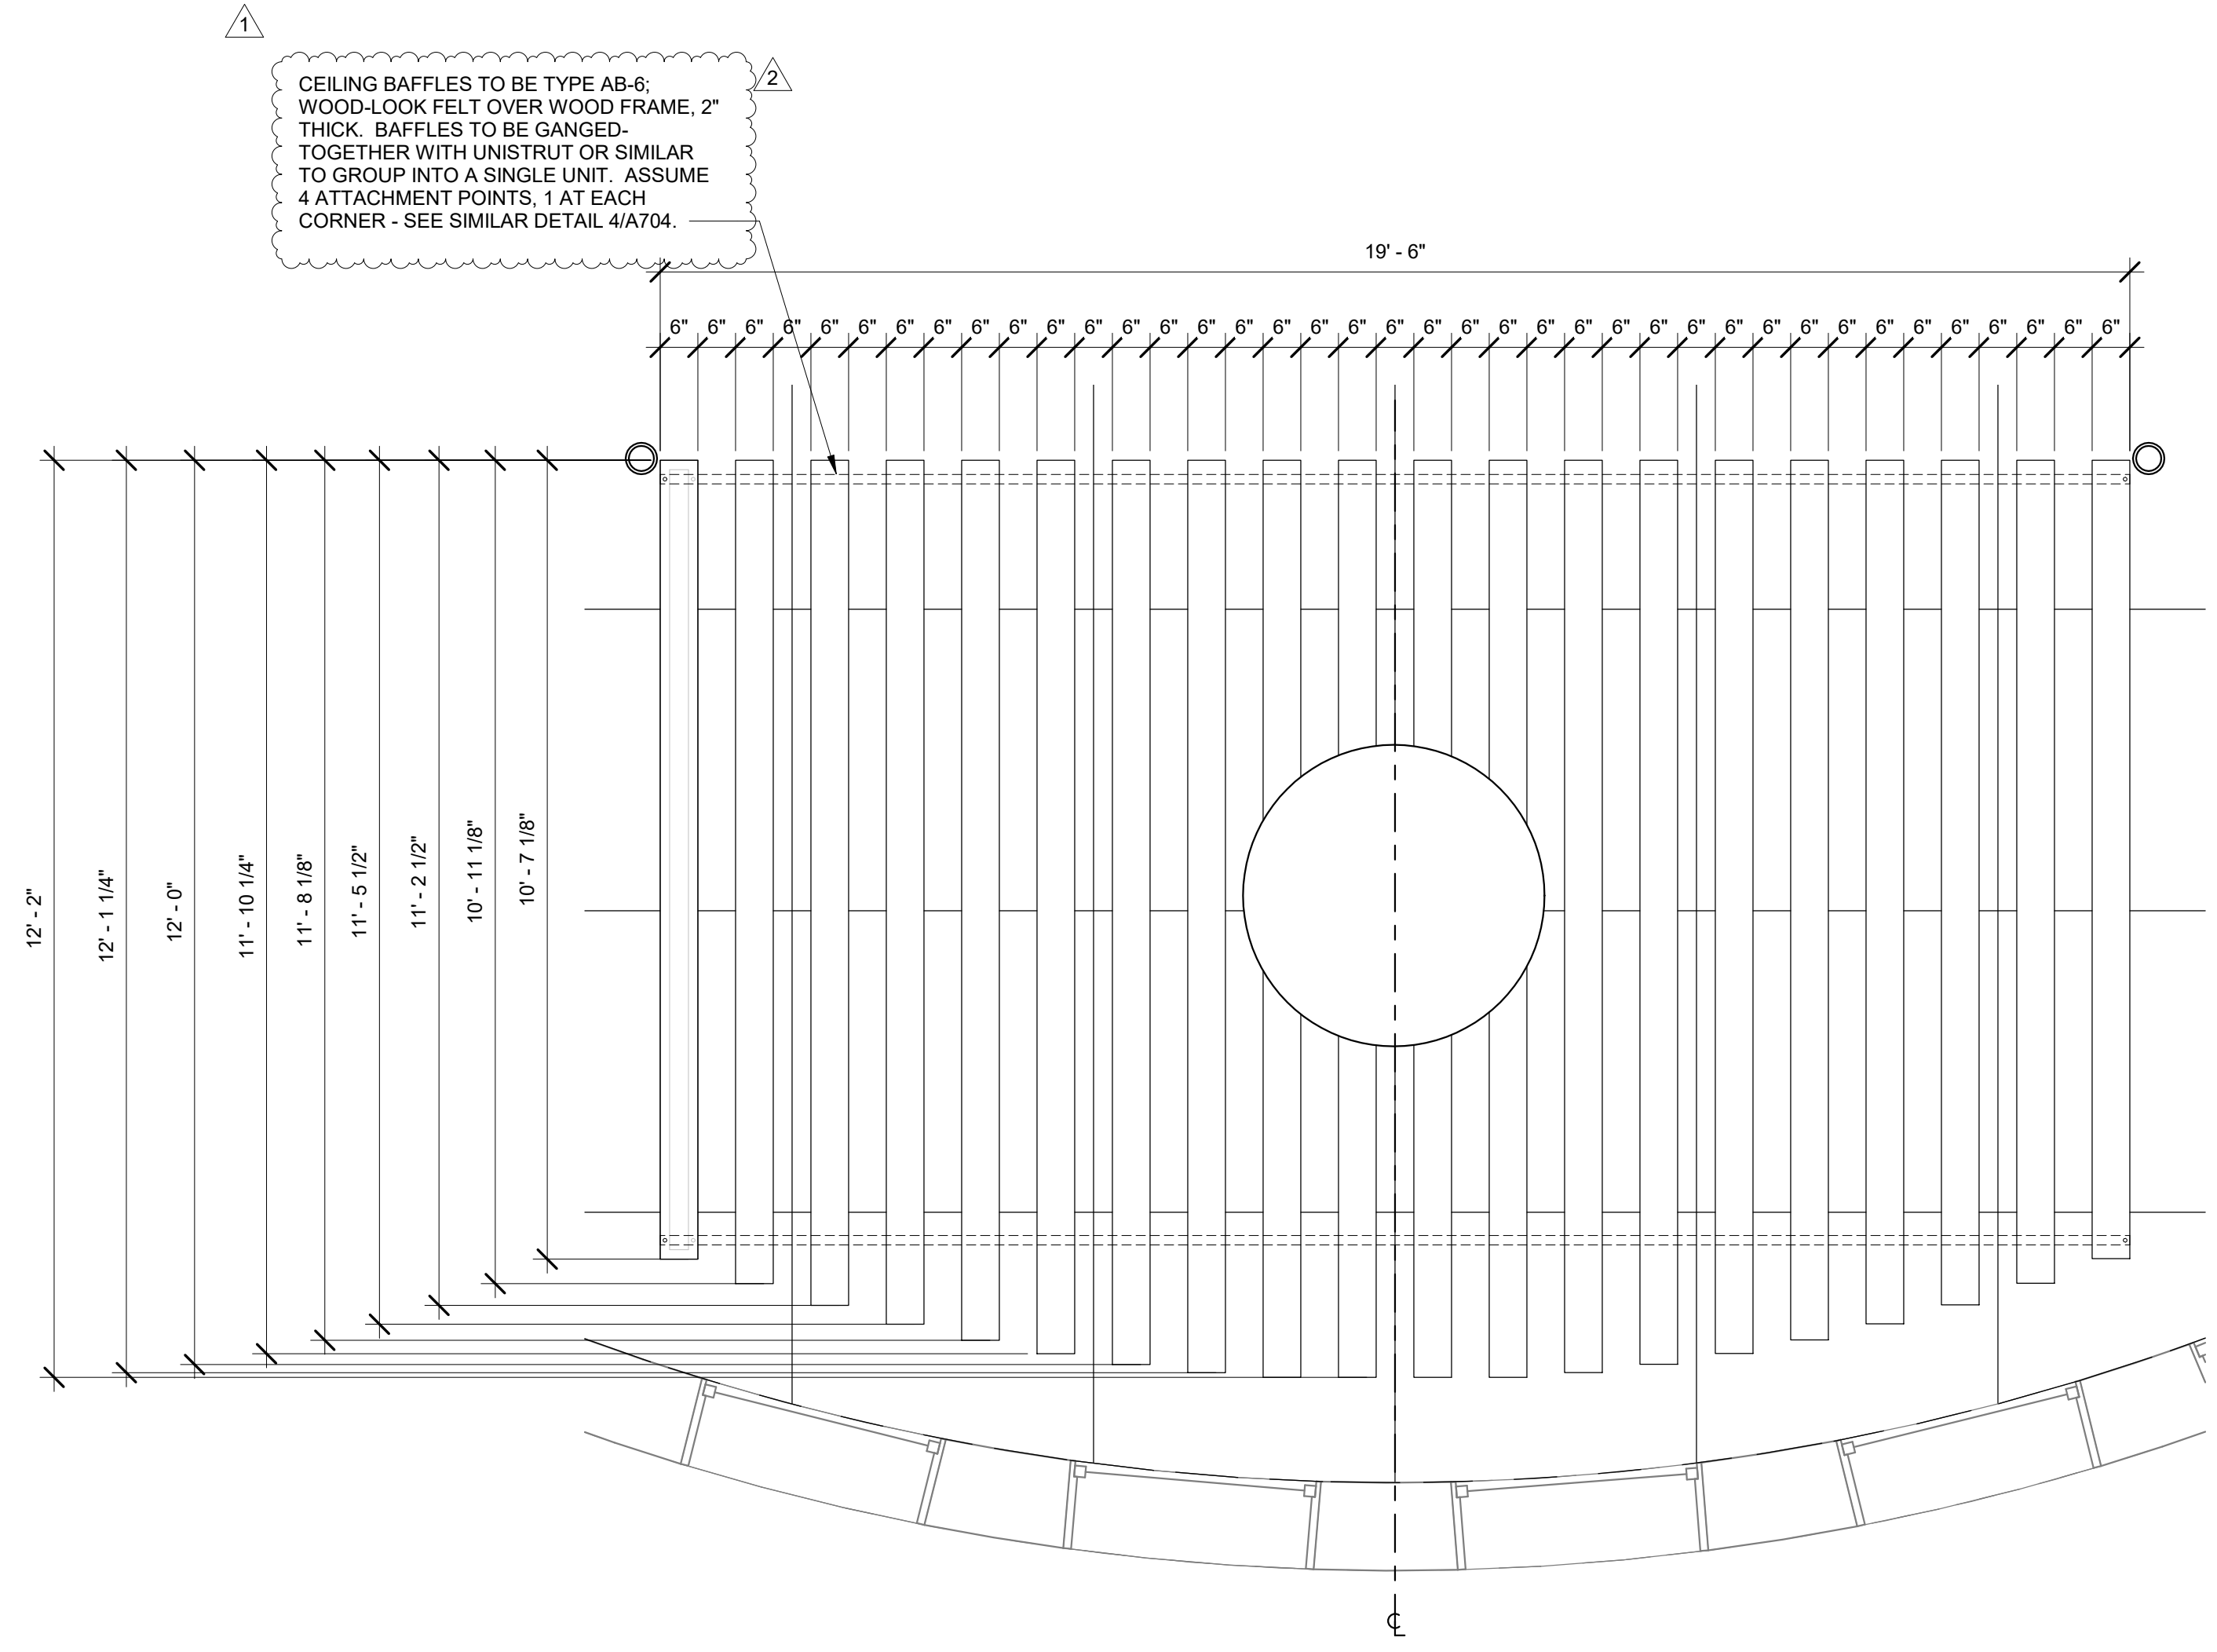 1
2
CEILING BAFFLES TO BE TYPE AB-6;
WOOD-LOOK FELT OVER WOOD FRAME, 2"
THICK.  BAFFLES TO BE GANGED-
TOGETHER WITH UNISTRUT OR SIMILAR
TO GROUP INTO A SINGLE UNIT.  ASSUME
4 ATTACHMENT POINTS, 1 AT EACH
CORNER - SEE SIMILAR DETAIL 4/A704.
19' - 6"
6" 6" 6" 6" 6" 6" 6" 6" 6" 6" 6" 6" 6" 6" 6" 6" 6" 6" 6" 6" 6" 6" 6" 6" 6" 6" 6" 6" 6" 6" 6" 6" 6" 6" 6" 6" 6" 6" 6"
12' - 2"
12' - 1 1/4"
12' - 0"
11' - 10 1/4"
11' - 8 1/8"
11' - 5 1/2"
11' - 2 1/2"
10' - 11 1/8"
10' - 7 1/8"
℄